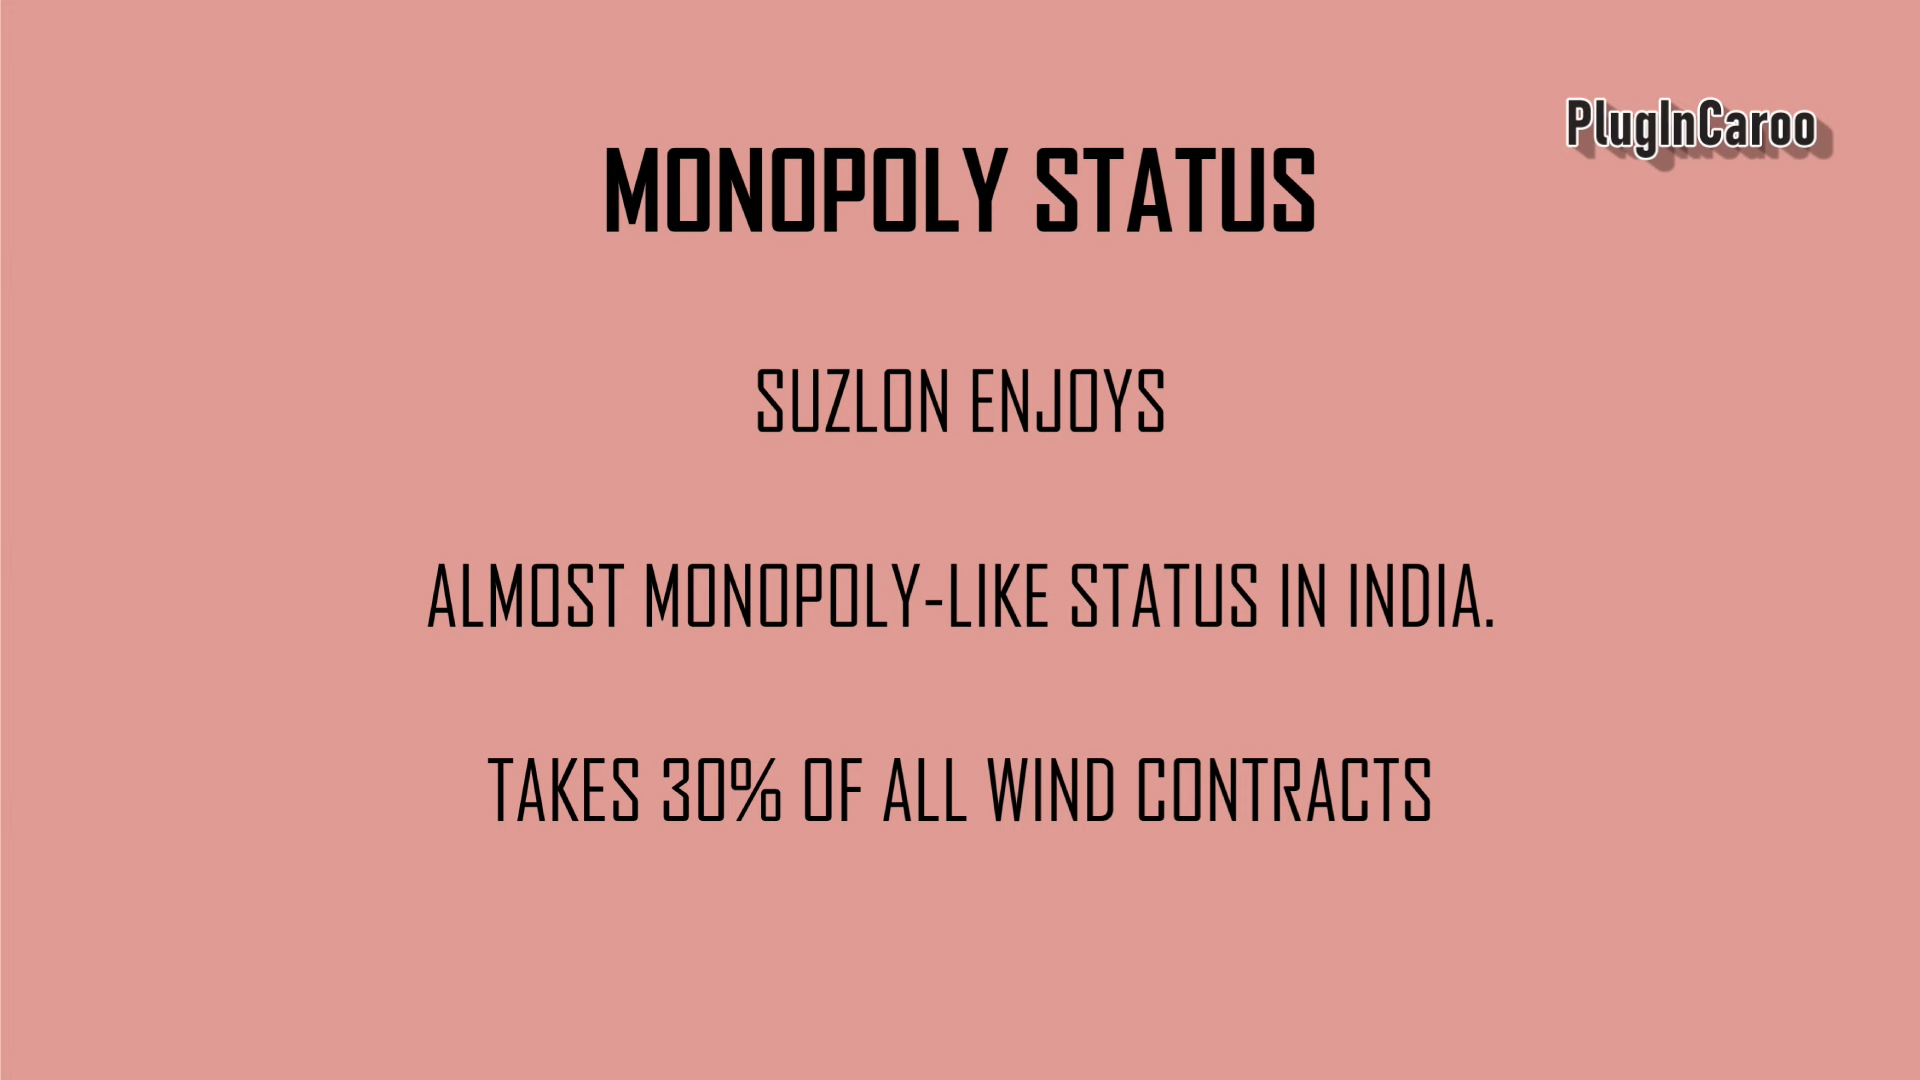 PlugInCaroo
MONOPOLY STATUS
SUZLON ENJOYS
ALMOST MONOPOLY-LIKE STATUS IN INDIA.
TAKES 30% OF ALL WIND CONTRACTS